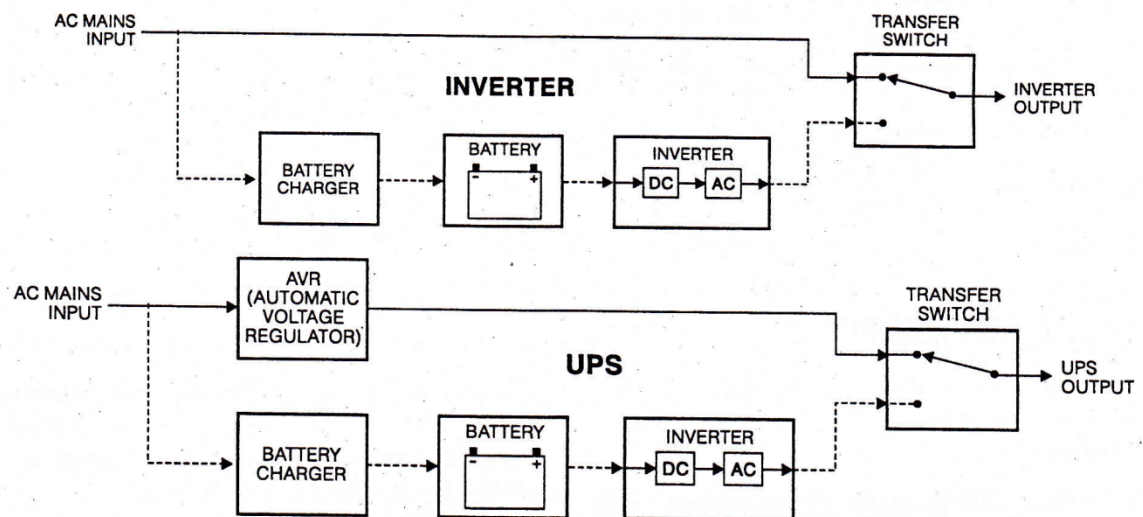 AC MAINS
INPUT
TRANSFER
SWITCH
INVERTER
INVERTER
OUTPUT
BATTERY
CHARGER
BATTERY
- +
INVERTER
DC AC
AC MAINS
INPUT
AVR
(AUTOMATIC
VOLTAGE
REGULATOR)
TRANSFER
SWITCH
UPS
UPS
OUTPUT
BATTERY
CHARGER
BATTERY
- +
INVERTER
DC AC